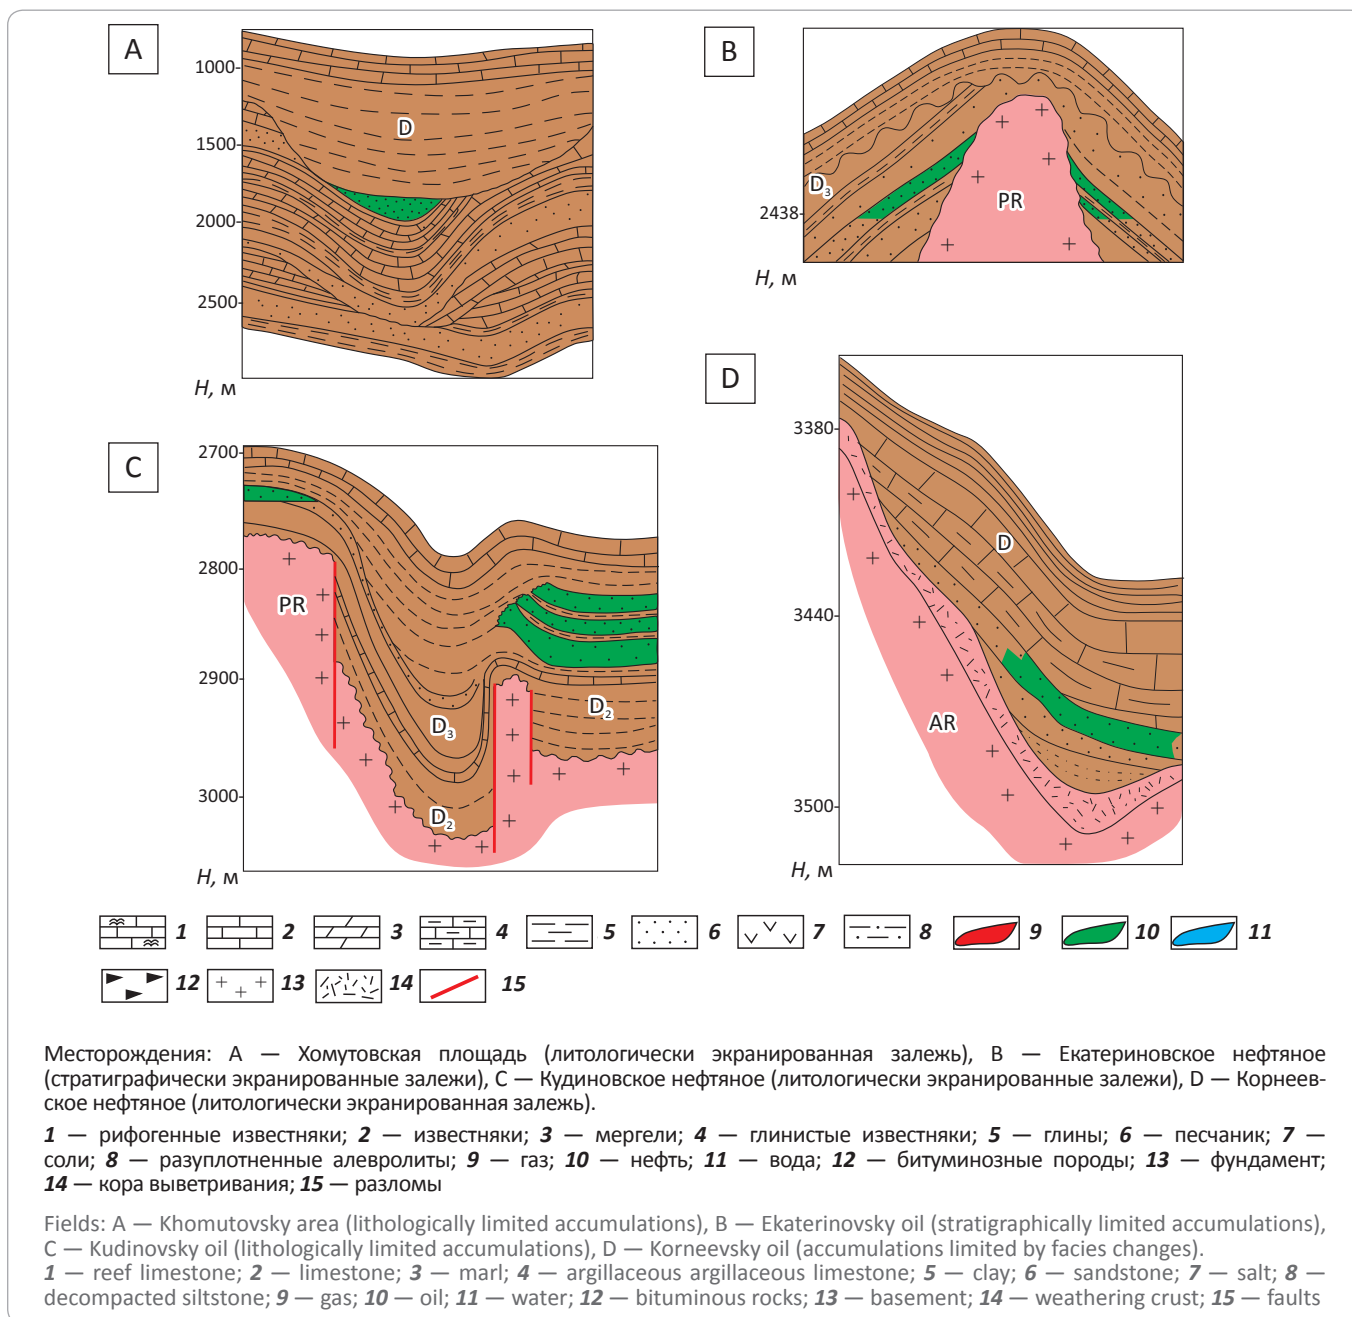 A
1000
1500
2000
2500
H, м
D
B
D3
2438
PR
H, м
C
2700
2800
2900
3000
H, м
PR
D3
D2
D2
D
3380
3440
3500
H, м
D
AR
1 2 3 4 5 6 7 8 9 10 11
12 13 14 15
Месторождения: A — Хомутовская площадь (литологически экранированная залежь), B — Екатериновское нефтяное
(стратиграфически экранированные залежи), C — Кудиновское нефтяное (литологически экранированные залежи), D — Корнеев-
ское нефтяное (литологически экранированная залежь).
1 — рифогенные известняки; 2 — известняки; 3 — мергели; 4 — глинистые известняки; 5 — глины; 6 — песчаник; 7 —
соли; 8 — разуплотненные алевролиты; 9 — газ; 10 — нефть; 11 — вода; 12 — битуминозные породы; 13 — фундамент;
14 — кора выветривания; 15 — разломы
Fields: A — Khomutovsky area (lithologically limited accumulations), B — Ekaterinovsky oil (stratigraphically limited accumulations),
C — Kudinovsky oil (lithologically limited accumulations), D — Korneevsky oil (accumulations limited by facies changes).
1 — reef limestone; 2 — limestone; 3 — marl; 4 — argillaceous argillaceous limestone; 5 — clay; 6 — sandstone; 7 — salt; 8 —
decompacted siltstone; 9 — gas; 10 — oil; 11 — water; 12 — bituminous rocks; 13 — basement; 14 — weathering crust; 15 — faults